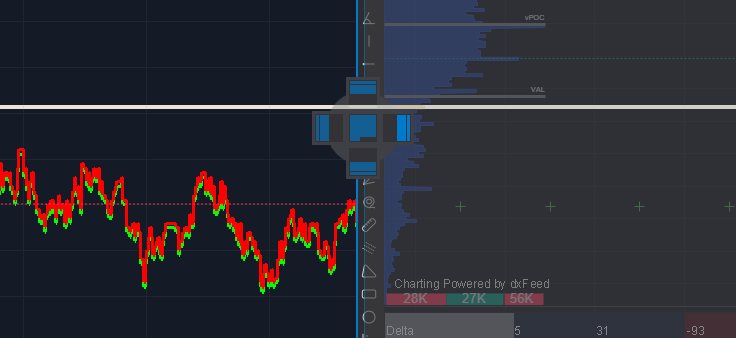 vPOC
VAL
Charting Powered by dxFeed
28K 27K 56K
Delta 5 31 -93